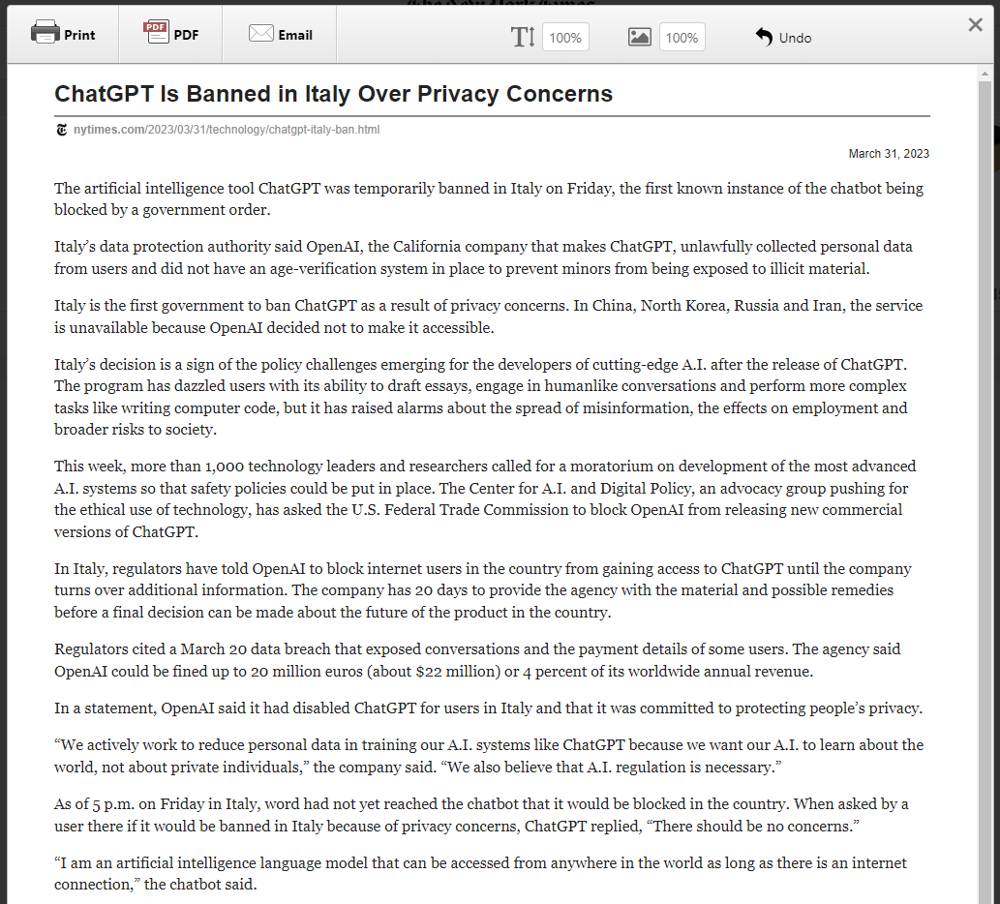 The New York Times
Print
PDF
PDF
Email
100%
100%
Undo
ChatGPT Is Banned in Italy Over Privacy Concerns
nytimes.com/2023/03/31/technology/chatgpt-italy-ban.html
March 31, 2023
The artificial intelligence tool ChatGPT was temporarily banned in Italy on Friday, the first known instance of the chatbot being
blocked by a government order.
Italy’s data protection authority said OpenAI, the California company that makes ChatGPT, unlawfully collected personal data
from users and did not have an age-verification system in place to prevent minors from being exposed to illicit material.
Italy is the first government to ban ChatGPT as a result of privacy concerns. In China, North Korea, Russia and Iran, the service
is unavailable because OpenAI decided not to make it accessible.
Italy’s decision is a sign of the policy challenges emerging for the developers of cutting-edge A.I. after the release of ChatGPT.
The program has dazzled users with its ability to draft essays, engage in humanlike conversations and perform more complex
tasks like writing computer code, but it has raised alarms about the spread of misinformation, the effects on employment and
broader risks to society.
This week, more than 1,000 technology leaders and researchers called for a moratorium on development of the most advanced
A.I. systems so that safety policies could be put in place. The Center for A.I. and Digital Policy, an advocacy group pushing for
the ethical use of technology, has asked the U.S. Federal Trade Commission to block OpenAI from releasing new commercial
versions of ChatGPT.
In Italy, regulators have told OpenAI to block internet users in the country from gaining access to ChatGPT until the company
turns over additional information. The company has 20 days to provide the agency with the material and possible remedies
before a final decision can be made about the future of the product in the country.
Regulators cited a March 20 data breach that exposed conversations and the payment details of some users. The agency said
OpenAI could be fined up to 20 million euros (about $22 million) or 4 percent of its worldwide annual revenue.
In a statement, OpenAI said it had disabled ChatGPT for users in Italy and that it was committed to protecting people’s privacy.
“We actively work to reduce personal data in training our A.I. systems like ChatGPT because we want our A.I. to learn about the
world, not about private individuals,” the company said. “We also believe that A.I. regulation is necessary.”
As of 5 p.m. on Friday in Italy, word had not yet reached the chatbot that it would be blocked in the country. When asked by a
user there if it would be banned in Italy because of privacy concerns, ChatGPT replied, “There should be no concerns.”
“I am an artificial intelligence language model that can be accessed from anywhere in the world as long as there is an internet
connection,” the chatbot said.